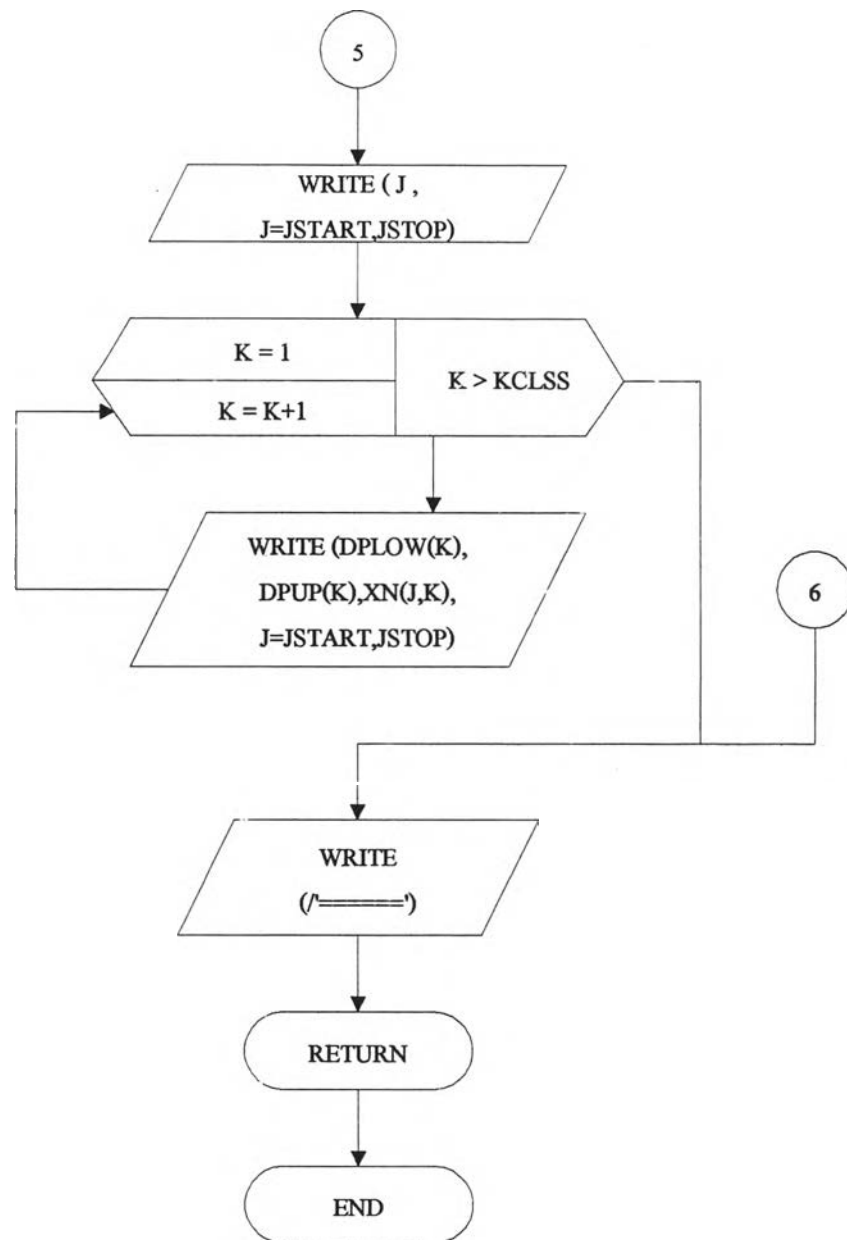 5
WRITE ( J ,
J=JSTART,JSTOP)
K = 1
K > KCLSS
K = K+1
WRITE (DPLOW(K),
DPUP(K),XN(J,K),
J=JSTART,JSTOP)
6
WRITE
(/'======')
RETURN
END